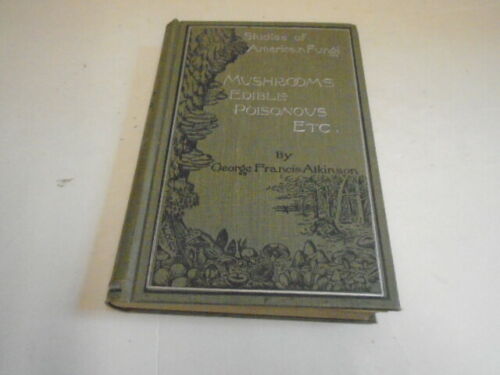 Studies of
American Fungi
MUSHROOMS
EDIBLE
POISONOUS
ETC.
By
George Francis Atkinson